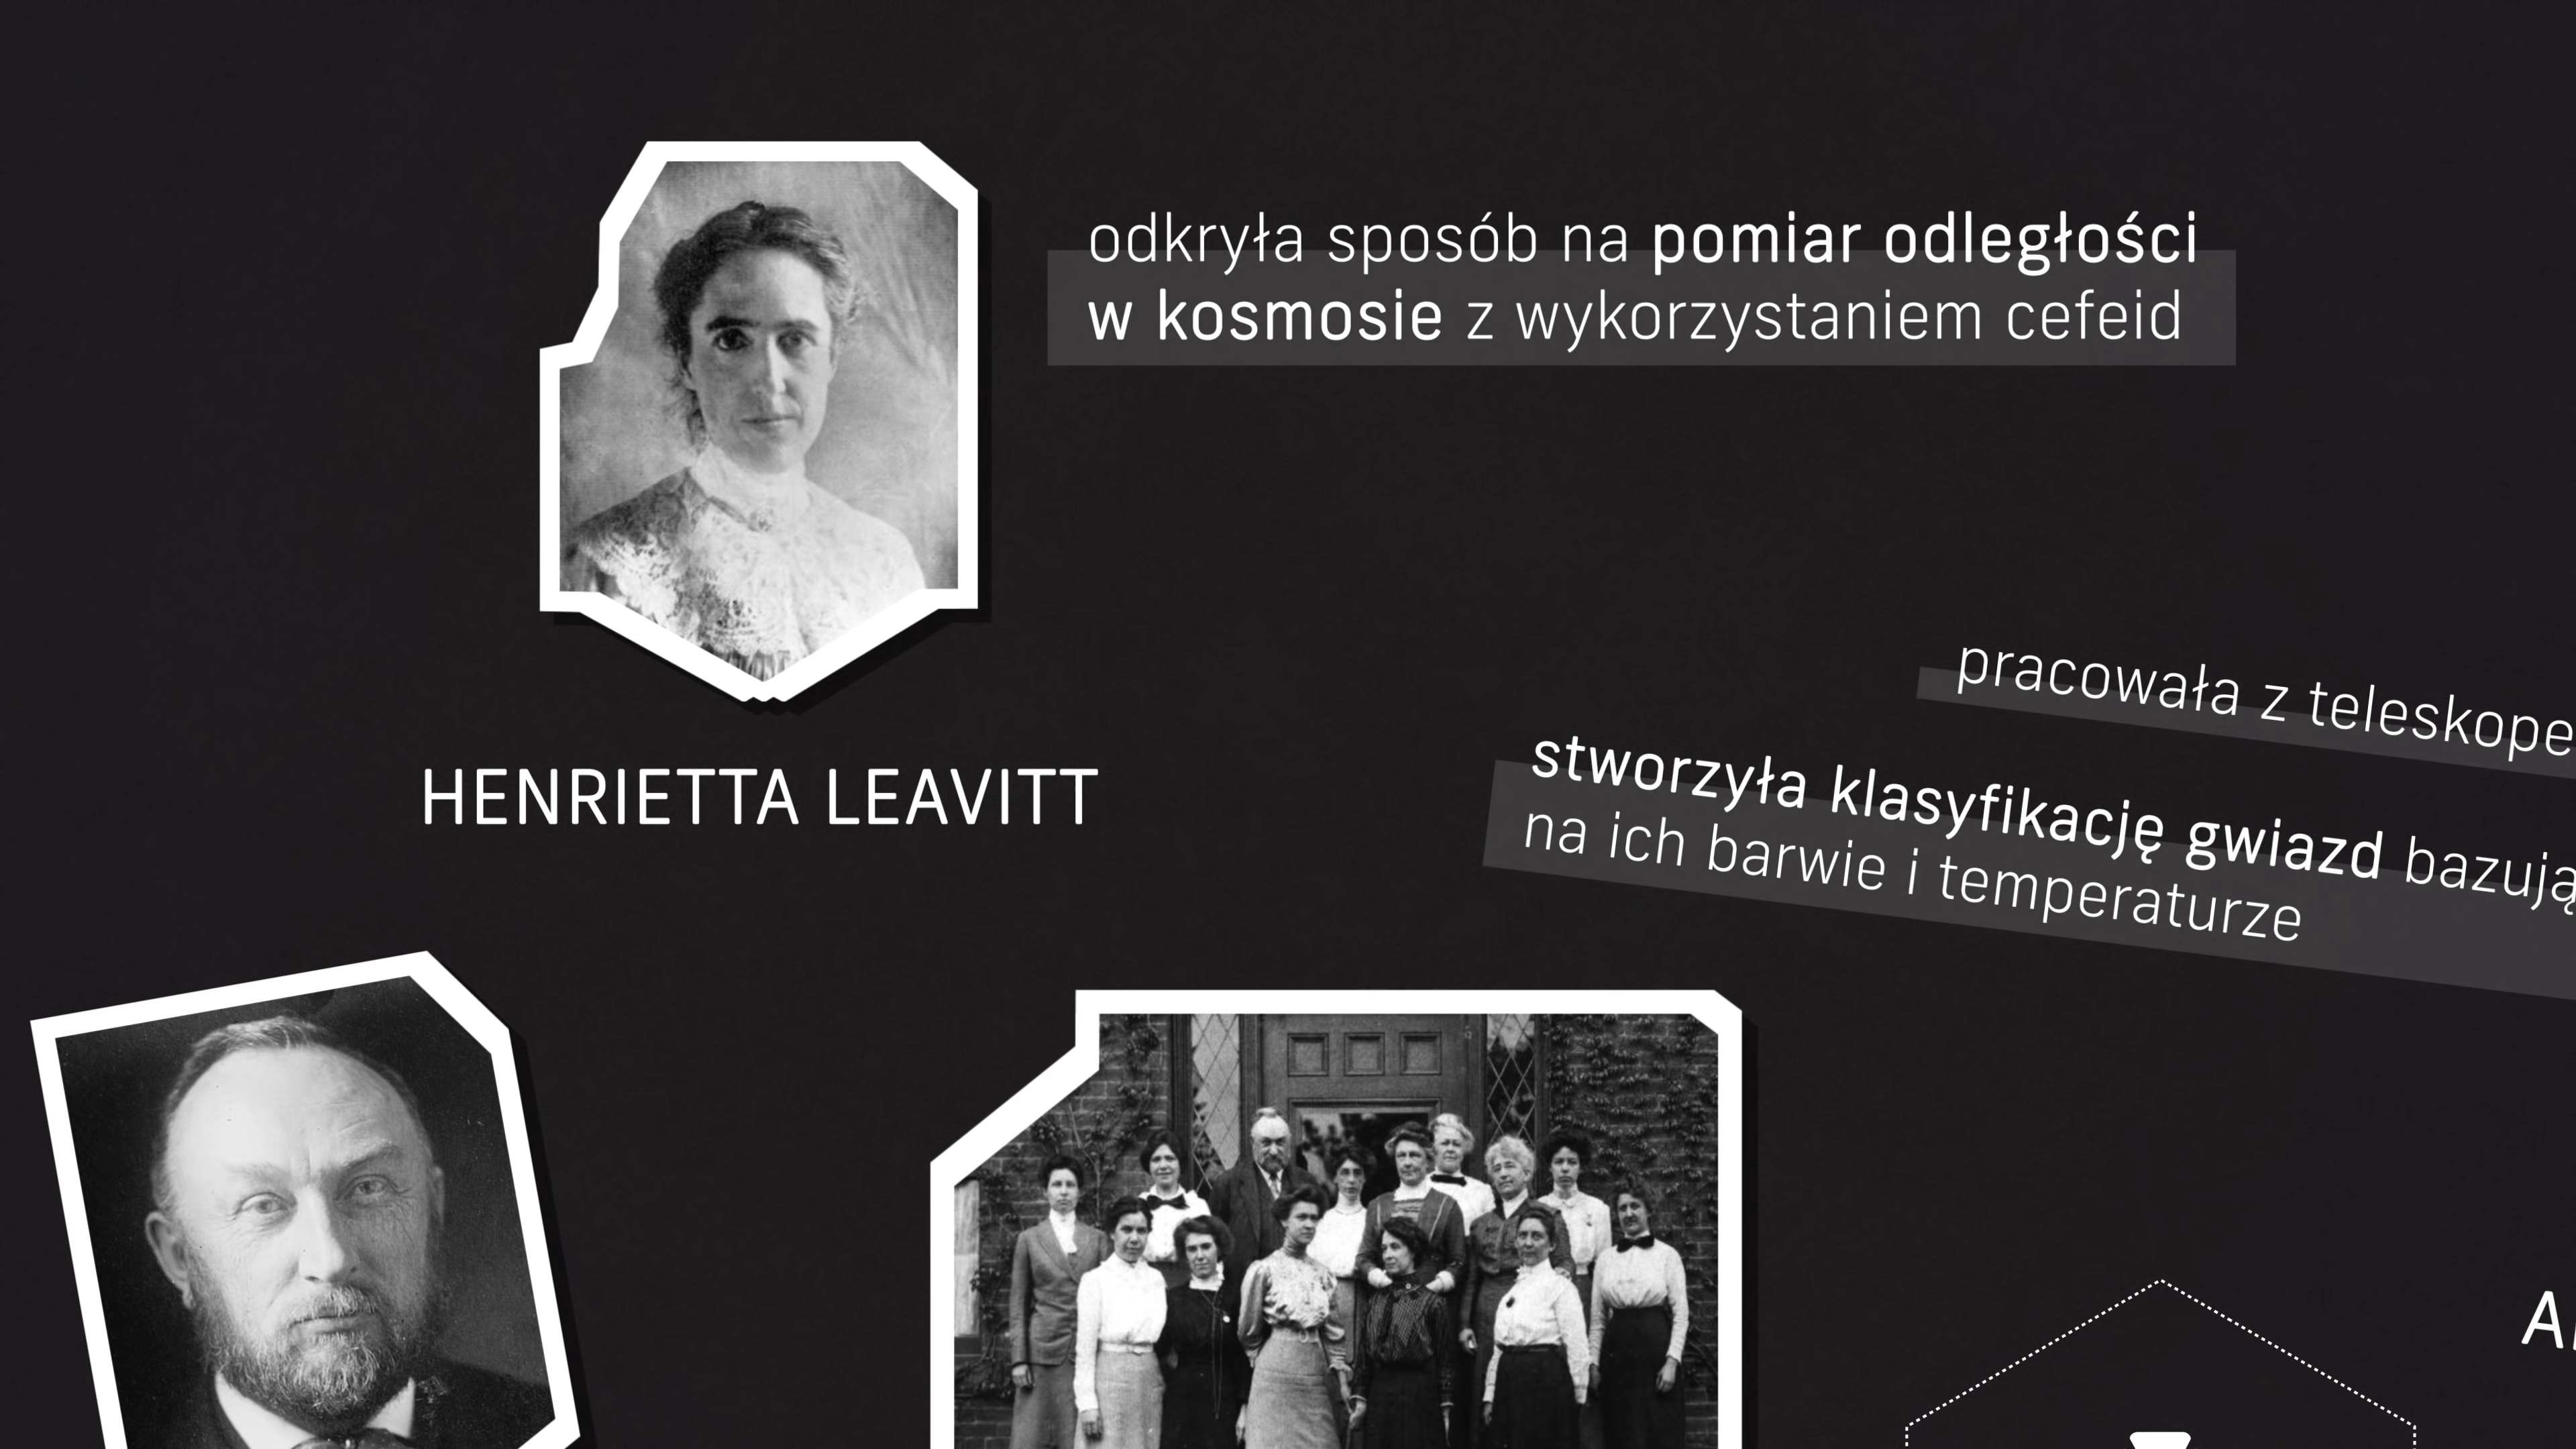 odkryła sposób na pomiar odległości
w kosmosie z wykorzystaniem cefeid
HENRIETTA LEAVITT
pracowała z teleskope
stworzyła klasyfikację gwiazd bazują
na ich barwie i temperaturze